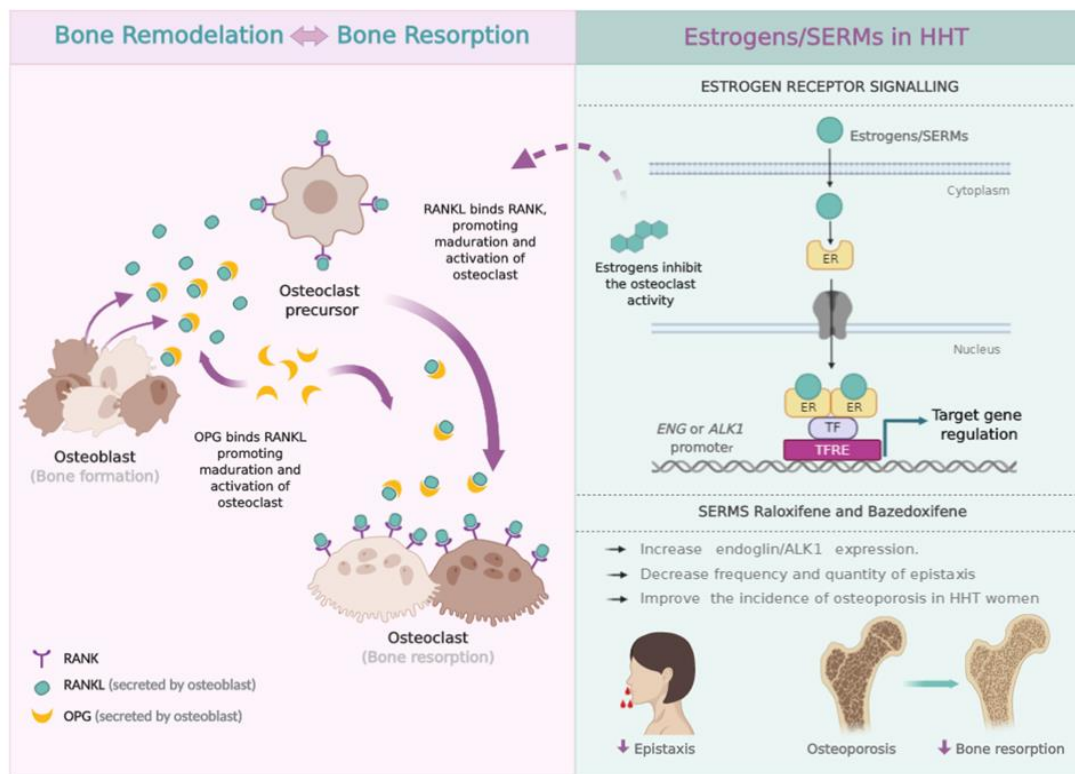 Bone Remodelation ⟺ Bone Resorption
RANKL binds RANK,
promoting
maduration and
activation of
osteoclast
Osteoclast
precursor
Osteoblast
(Bone formation)
OPG binds RANKL
promoting
maduration and
activation of
osteoclast
Osteoclast
(Bone resorption)
RANK
RANKL (secreted by osteoblast)
OPG (secreted by osteoblast)
Estrogens/SERMs in HHT
ESTROGEN RECEPTOR SIGNALLING
Estrogens/SERMs
Cytoplasm
ER
Estrogens inhibit
the osteoclast
activity
Nucleus
ER ER
TF
TFRE
ENG or ALK1
promoter
Target gene
regulation
SERMS Raloxifene and Bazedoxifene
→ Increase endoglin/ALK1 expression.
→ Decrease frequency and quantity of epistaxis
→ Improve the incidence of osteoporosis in HHT women
↓ Epistaxis
Osteoporosis
↓ Bone resorption